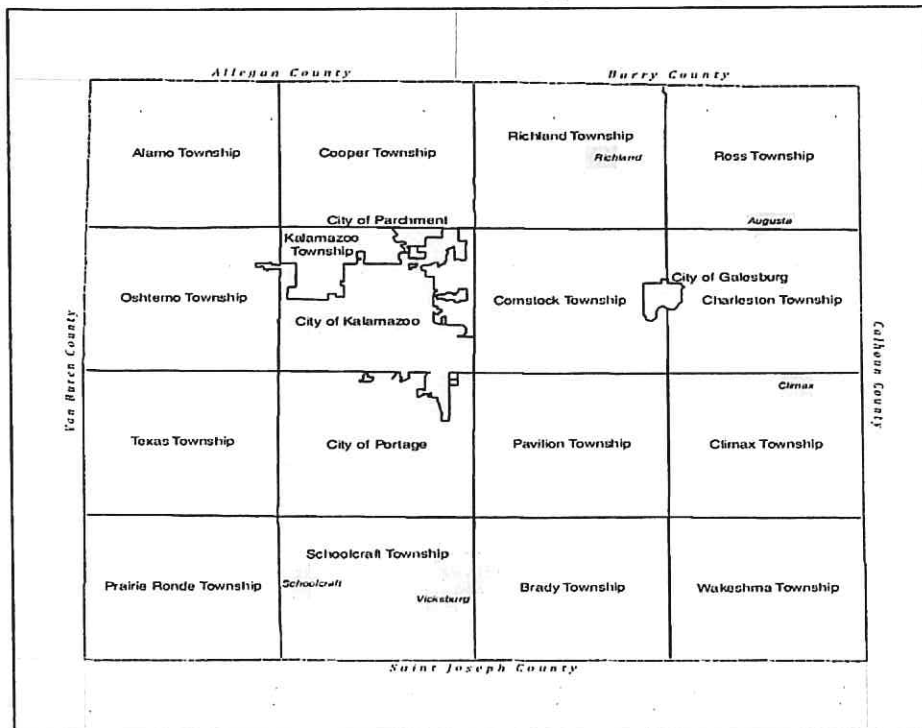 Allegan County
Barry County
Richland Township
Alamo Township
Cooper Township
Richland
Ross Township
City of Parchment
Augusta
Kalamazoo
Township
City of Galesburg
Oshtemo Township
Comstock Township
Charleston Township
City of Kalamazoo
Van Buren County
Calhoun County
Climax
Texas Township
City of Portage
Pavilion Township
Climax Township
Schoolcraft Township
Prairie Ronde Township
Schoolcraft
Vicksburg
Brady Township
Wakeshma Township
Saint Joseph County